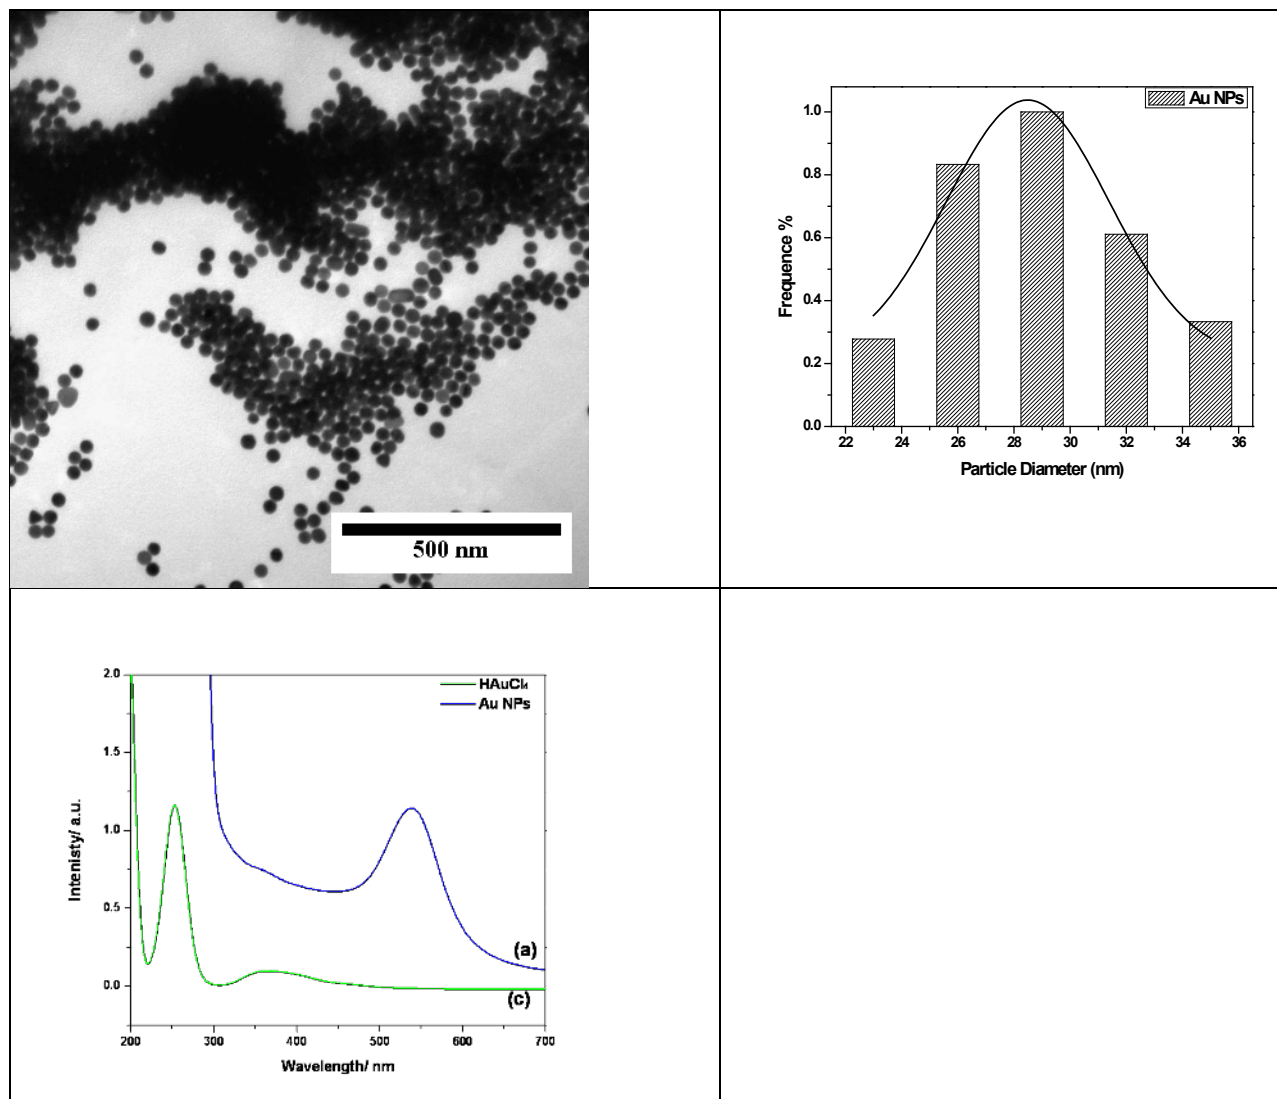 500 nm
Au NPs
1.0
0.8
0.6
0.4
0.2
0.0
Frequence %
22 24 26 28 30 32 34 36
Particle Diameter (nm)
2.0
1.5
1.0
0.5
0.0
Intenisty/ a.u.
HAuCl₄
Au NPs
(a)
(c)
200 300 400 500 600 700
Wavelength/ nm